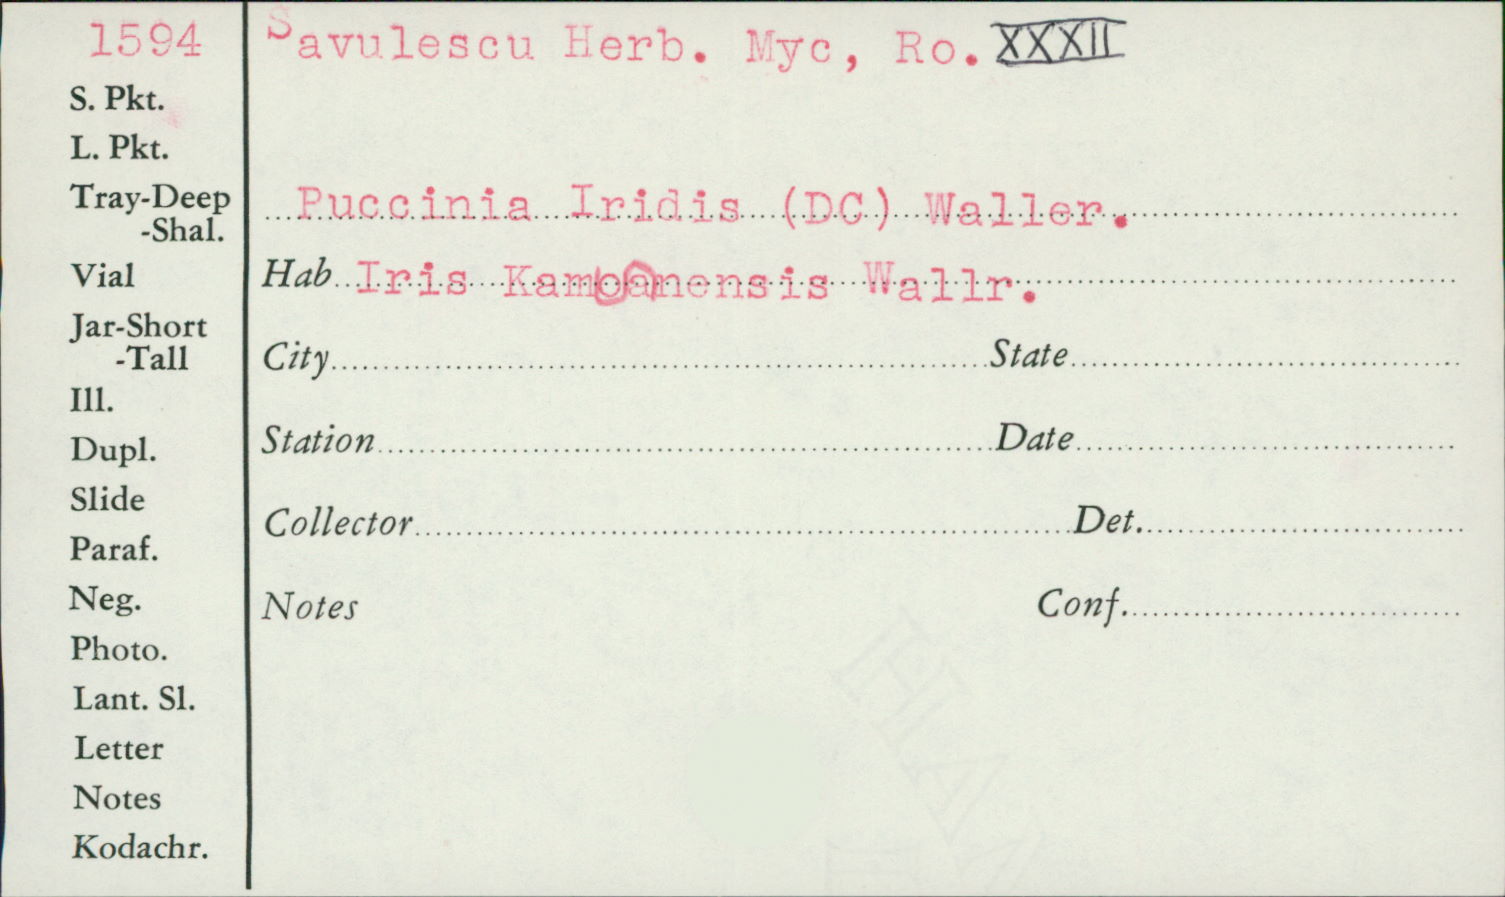 1594
Savulescu Herb. Myc, Ro. XXXII
S. Pkt.
L. Pkt.
Tray-Deep
-Shal.
Puccinia Iridis (DC) Waller.
Vial
Hab Iris Kamoanensis Wallr.
Jar-Short
-Tall
City State
Ill.
Dupl.
Station Date
Slide
Collector Det.
Paraf.
Neg.
Notes Conf.
Photo.
Lant. Sl.
Letter
Notes
Kodachr.